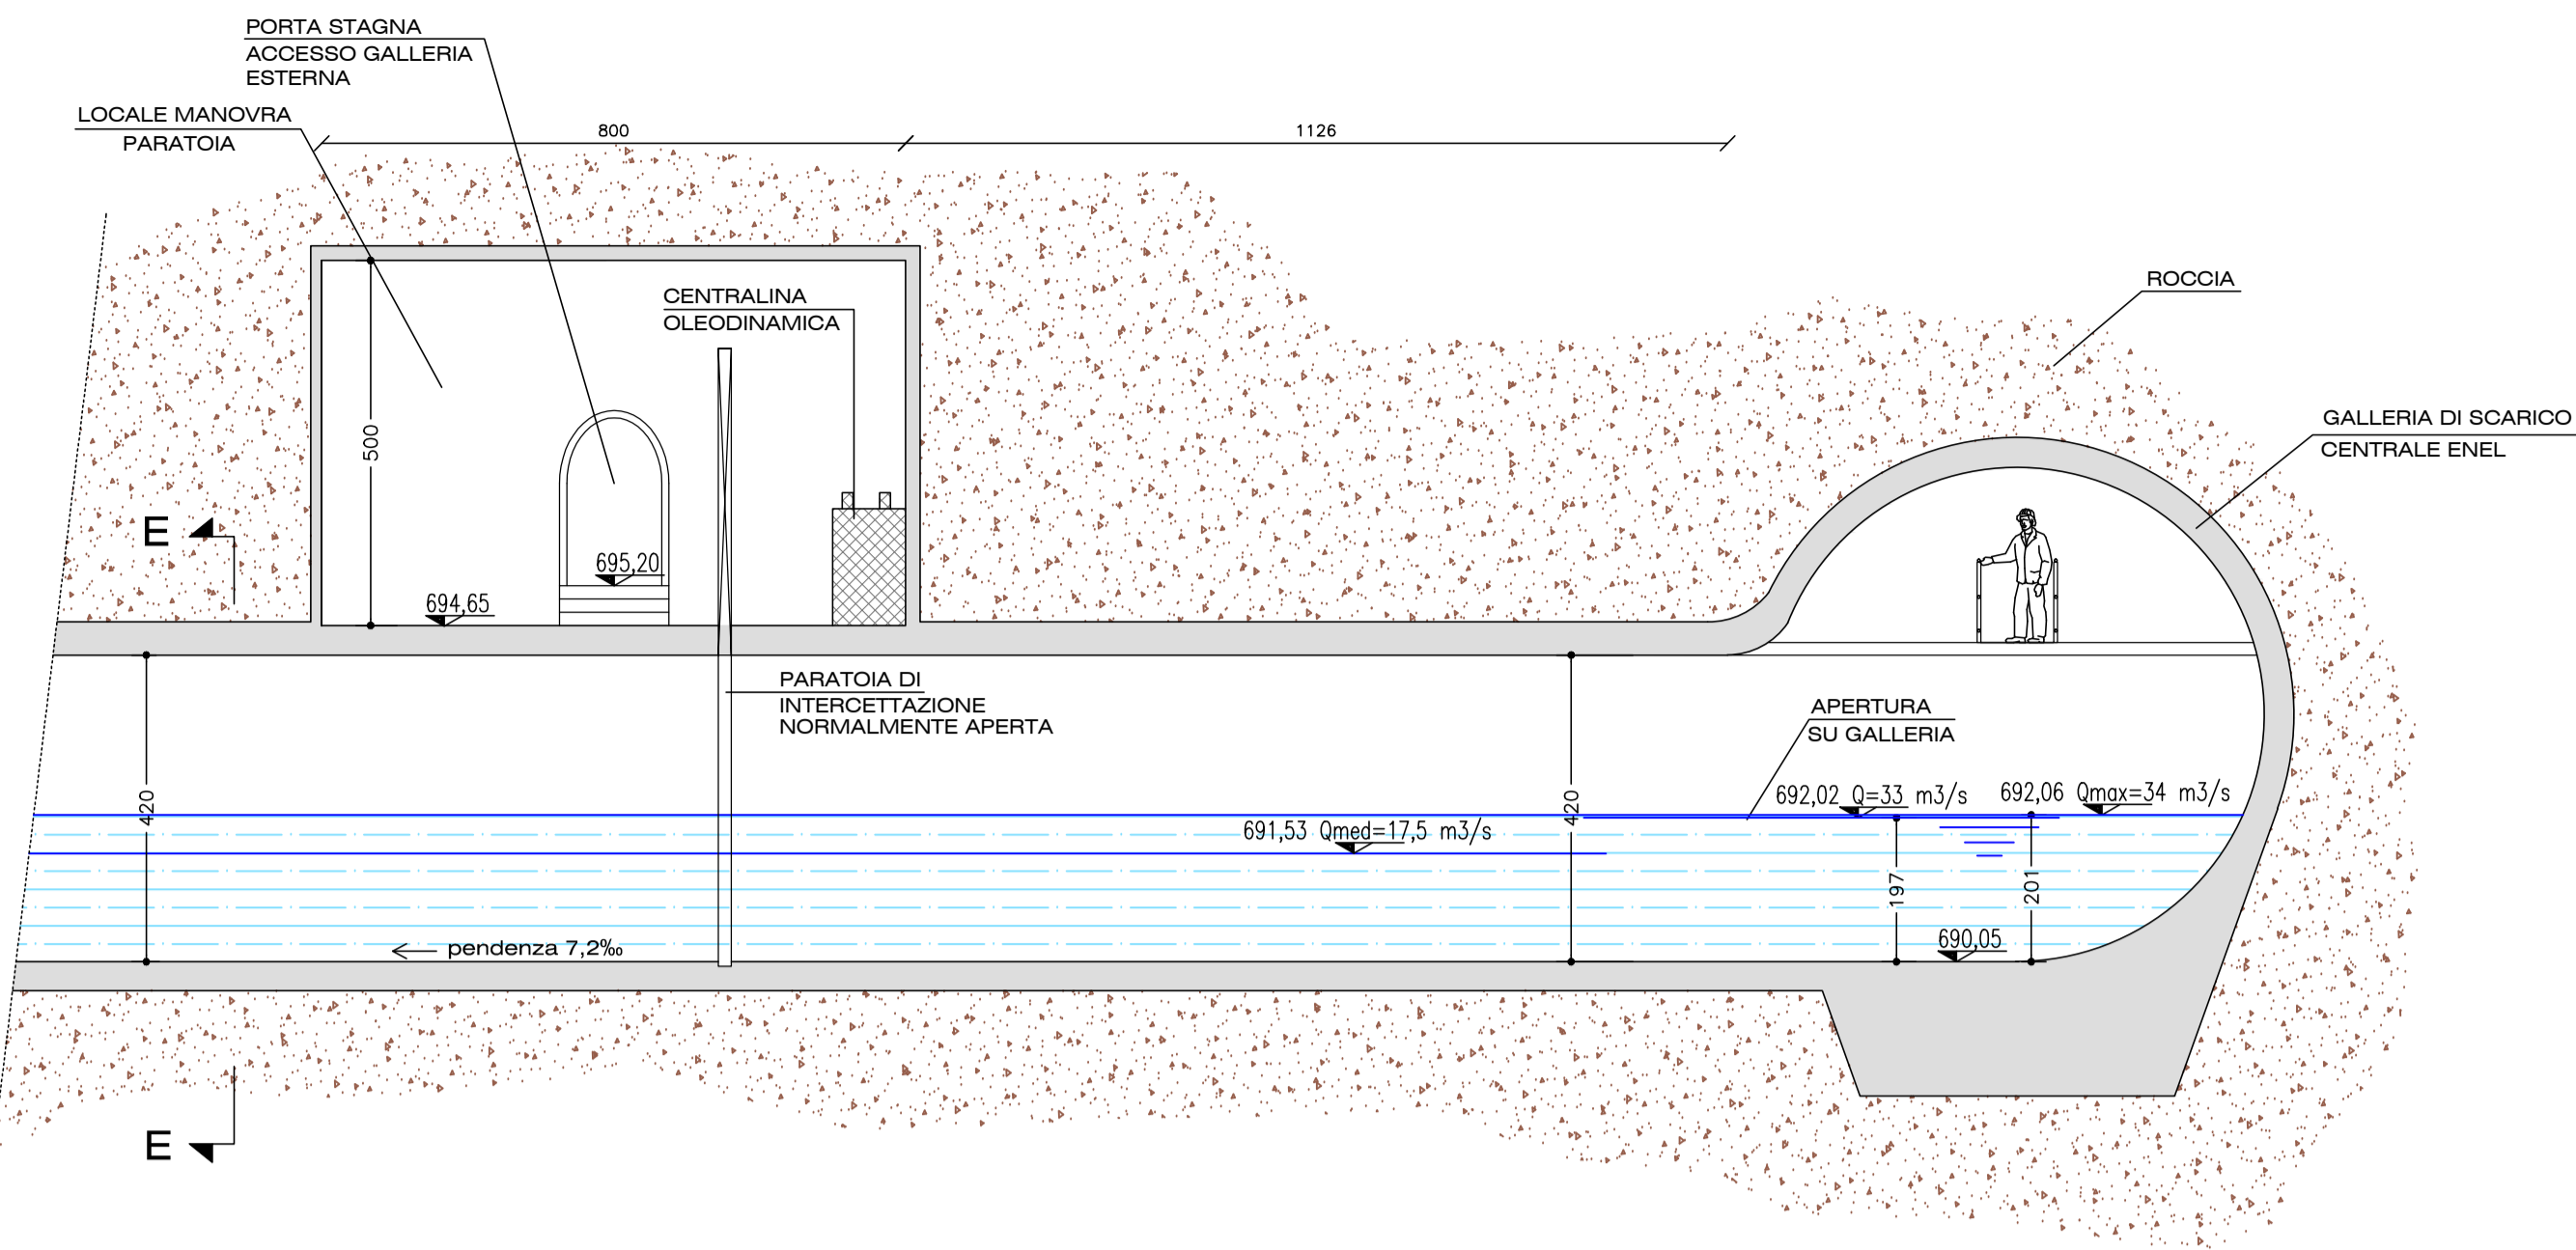 PORTA STAGNA
ACCESSO GALLERIA
ESTERNA
LOCALE MANOVRA
PARATOIA
800
1126
ROCCIA
CENTRALINA
OLEODINAMICA
GALLERIA DI SCARICO
CENTRALE ENEL
500
E
695,20
694,65
PARATOIA DI
INTERCETTAZIONE
NORMALMENTE APERTA
APERTURA
SU GALLERIA
420
420
692,02 Q=33 m3/s
692,06 Qmax=34 m3/s
691,53 Qmed=17,5 m3/s
197
201
690,05
pendenza 7,2‰
E